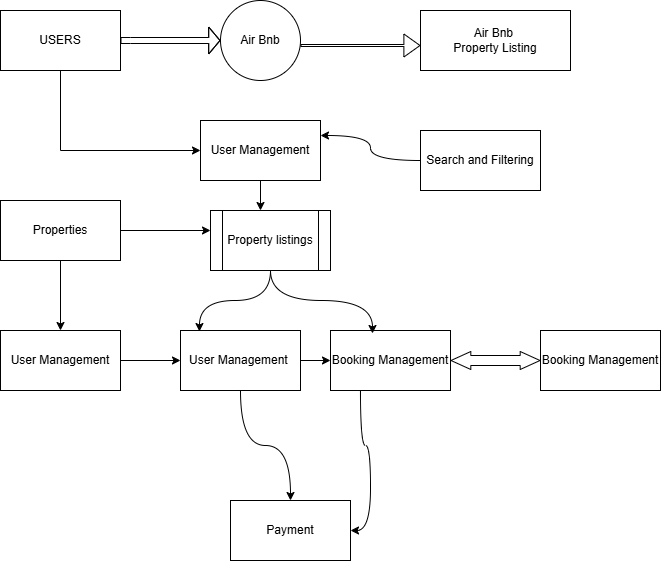 USERS
Air Bnb
Air Bnb
Property Listing
User Management
Search and Filtering
Properties
Property listings
User Management
User Management
Booking Management
Booking Management
Payment